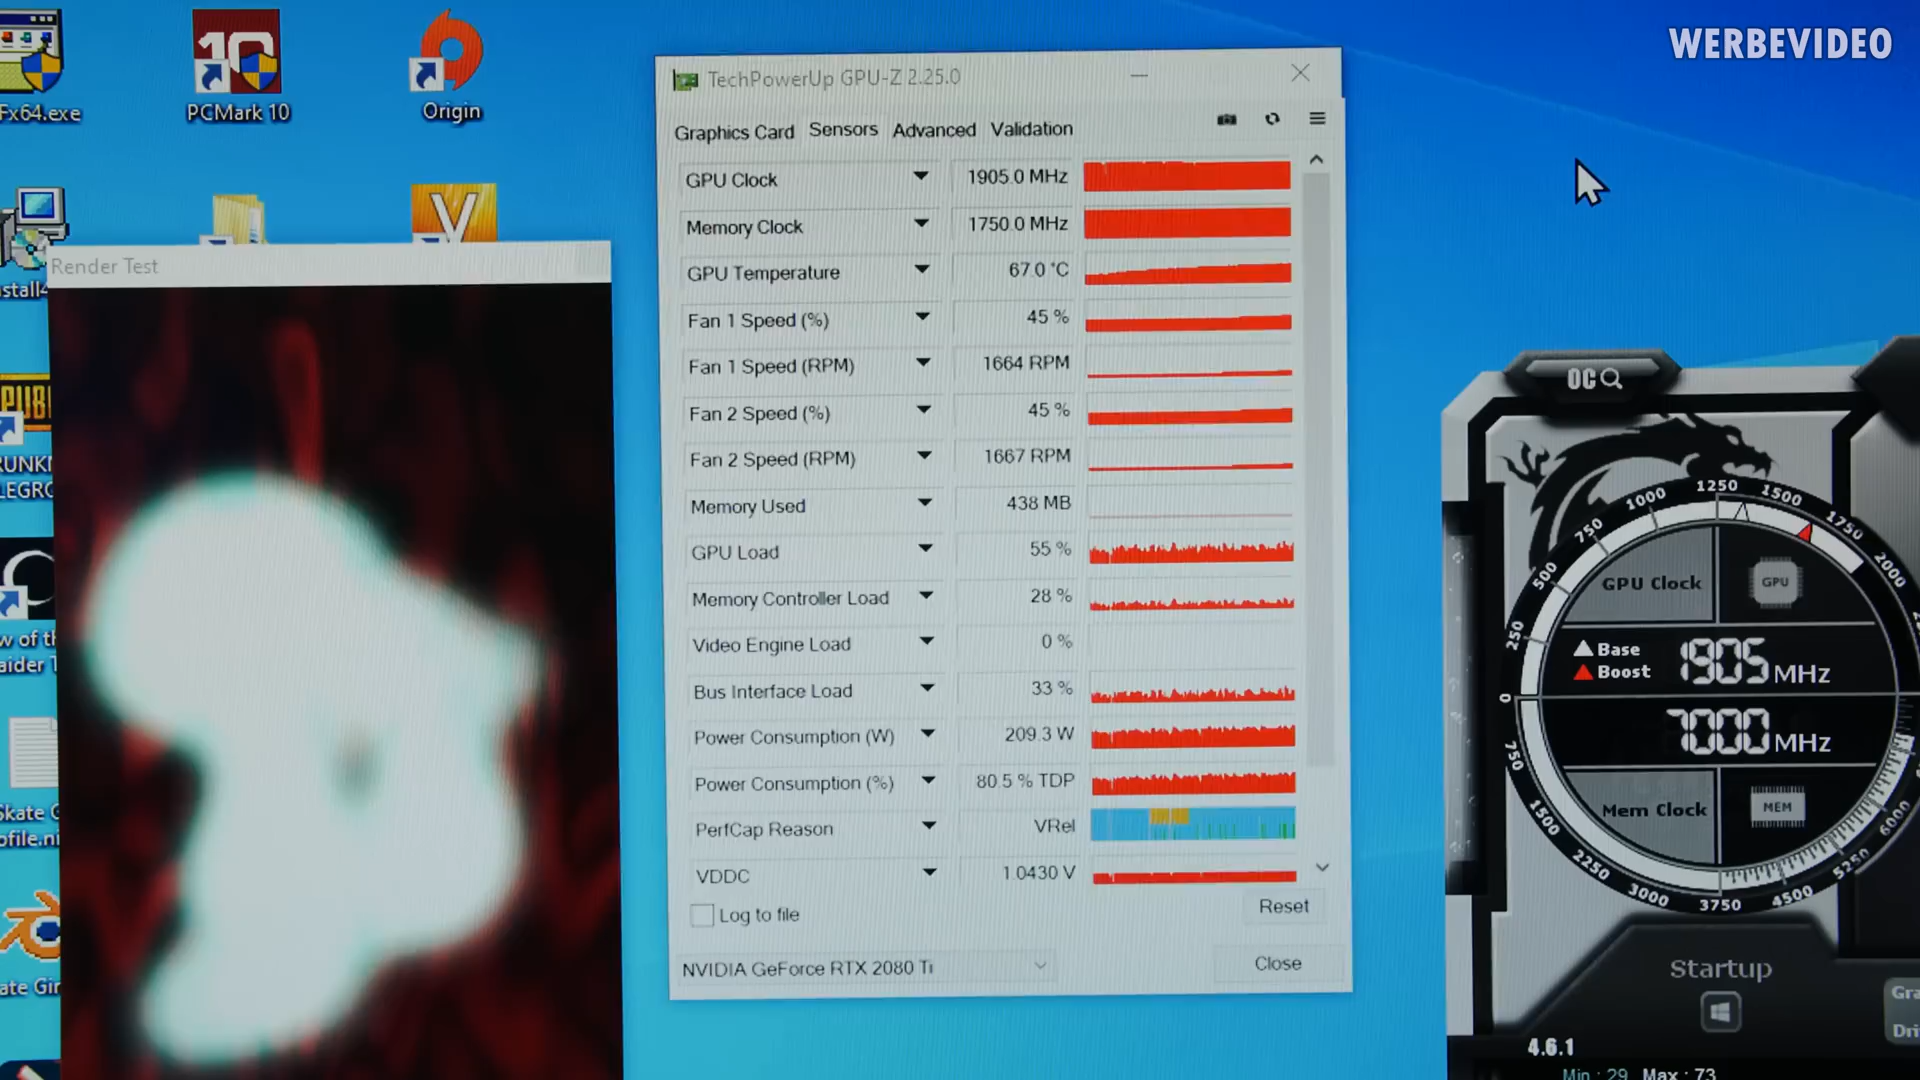 WERBEVIDEO
Fx64.exe
PCMark 10
Origin
Render Test
TechPowerUp GPU-Z 2.25.0
Graphics Card Sensors Advanced Validation
GPU Clock 1905.0 MHz
Memory Clock 1750.0 MHz
GPU Temperature 67.0 °C
Fan 1 Speed (%) 45 %
Fan 1 Speed (RPM) 1664 RPM
Fan 2 Speed (%) 45 %
Fan 2 Speed (RPM) 1667 RPM
Memory Used 438 MB
GPU Load 55 %
Memory Controller Load 28 %
Video Engine Load 0 %
Bus Interface Load 33 %
Power Consumption (W) 209.3 W
Power Consumption (%) 80.5 % TDP
PerfCap Reason VRel
VDDC 1.0430 V
Log to file
Reset
NVIDIA GeForce RTX 2080 Ti
Close
OC
0 250 500 750 1000 1250 1500 1750 2000
GPU Clock
GPU
Base
Boost
1905 MHz
7000 MHz
Mem Clock
MEM
750 1500 2250 3000 3750 4500 5250 6000
Startup
4.6.1
Min : 29 Max : 73